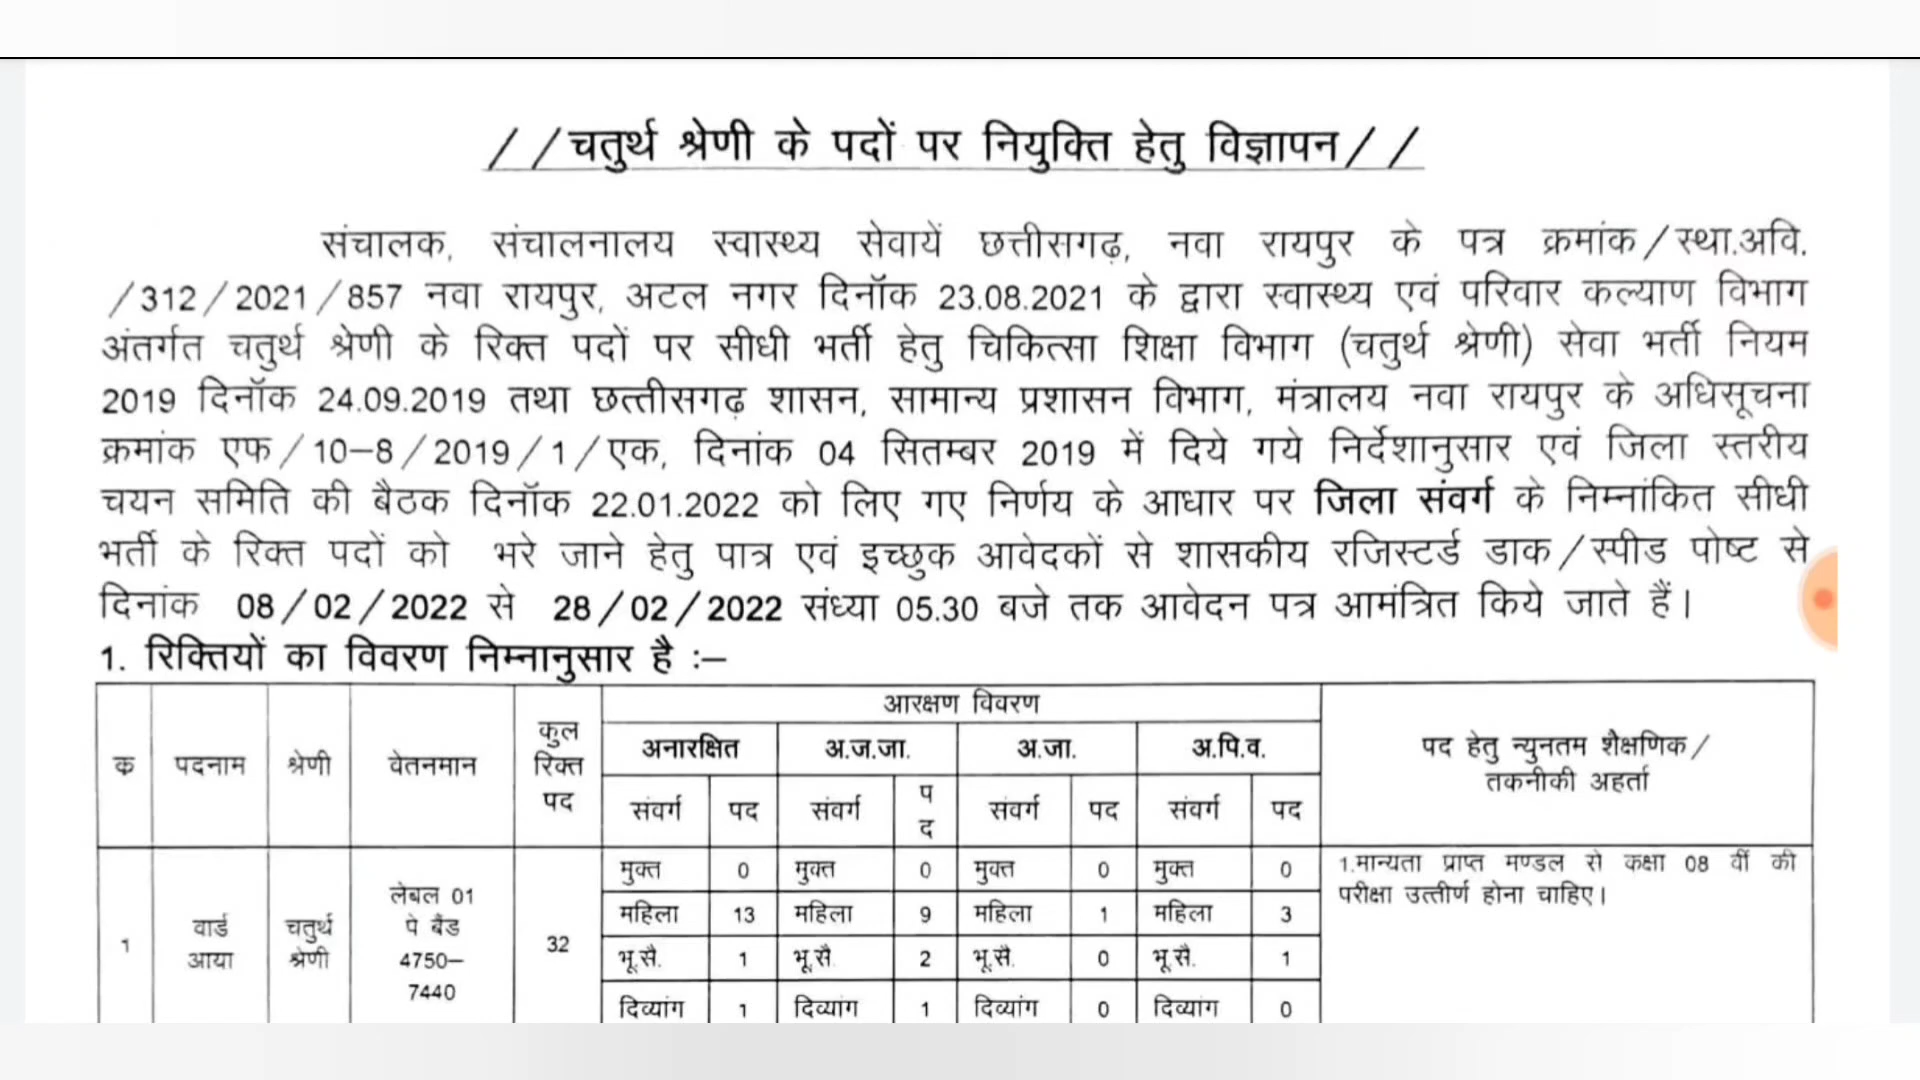 //चतुर्थ श्रेणी के पदों पर नियुक्ति हेतु विज्ञापन//
संचालक, संचालनालय स्वास्थ्य सेवायें छत्तीसगढ़, नवा रायपुर के पत्र क्रमांक/स्था.अवि.
/312/2021/857 नवा रायपुर, अटल नगर दिनॉक 23.08.2021 के द्वारा स्वास्थ्य एवं परिवार कल्याण विभाग
अंतर्गत चतुर्थ श्रेणी के रिक्त पदों पर सीधी भर्ती हेतु चिकित्सा शिक्षा विभाग (चतुर्थ श्रेणी) सेवा भर्ती नियम
2019 दिनॉक 24.09.2019 तथा छत्तीसगढ़ शासन, सामान्य प्रशासन विभाग, मंत्रालय नवा रायपुर के अधिसूचना
क्रमांक एफ/10–8/2019/1/एक, दिनांक 04 सितम्बर 2019 में दिये गये निर्देशानुसार एवं जिला स्तरीय
चयन समिति की बैठक दिनॉक 22.01.2022 को लिए गए निर्णय के आधार पर जिला संवर्ग के निम्नांकित सीधी
भर्ती के रिक्त पदों को भरे जाने हेतु पात्र एवं इच्छुक आवेदकों से शासकीय रजिस्टर्ड डाक/स्पीड पोष्ट से
दिनांक 08/02/2022 से 28/02/2022 संध्या 05.30 बजे तक आवेदन पत्र आमंत्रित किये जाते हैं।
1. रिक्तियों का विवरण निम्नानुसार है :–
क पदनाम श्रेणी वेतनमान कुल रिक्त पद आरक्षण विवरण पद हेतु न्युनतम शैक्षणिक/ तकनीकी अहर्ता
अनारक्षित अ.ज.जा. अ.जा. अ.पि.व.
संवर्ग पद संवर्ग पद संवर्ग पद संवर्ग पद
1 वार्ड आया चतुर्थ श्रेणी लेबल 01 पे बैंड 4750– 7440 32
मुक्त 0 मुक्त 0 मुक्त 0 मुक्त 0 1.मान्यता प्राप्त मण्डल से कक्षा 08 वीं की
परीक्षा उत्तीर्ण होना चाहिए।
महिला 13 महिला 9 महिला 1 महिला 3
भू.सै. 1 भू.सै. 2 भू.सै. 0 भू.सै. 1
दिव्यांग 1 दिव्यांग 1 दिव्यांग 0 दिव्यांग 0